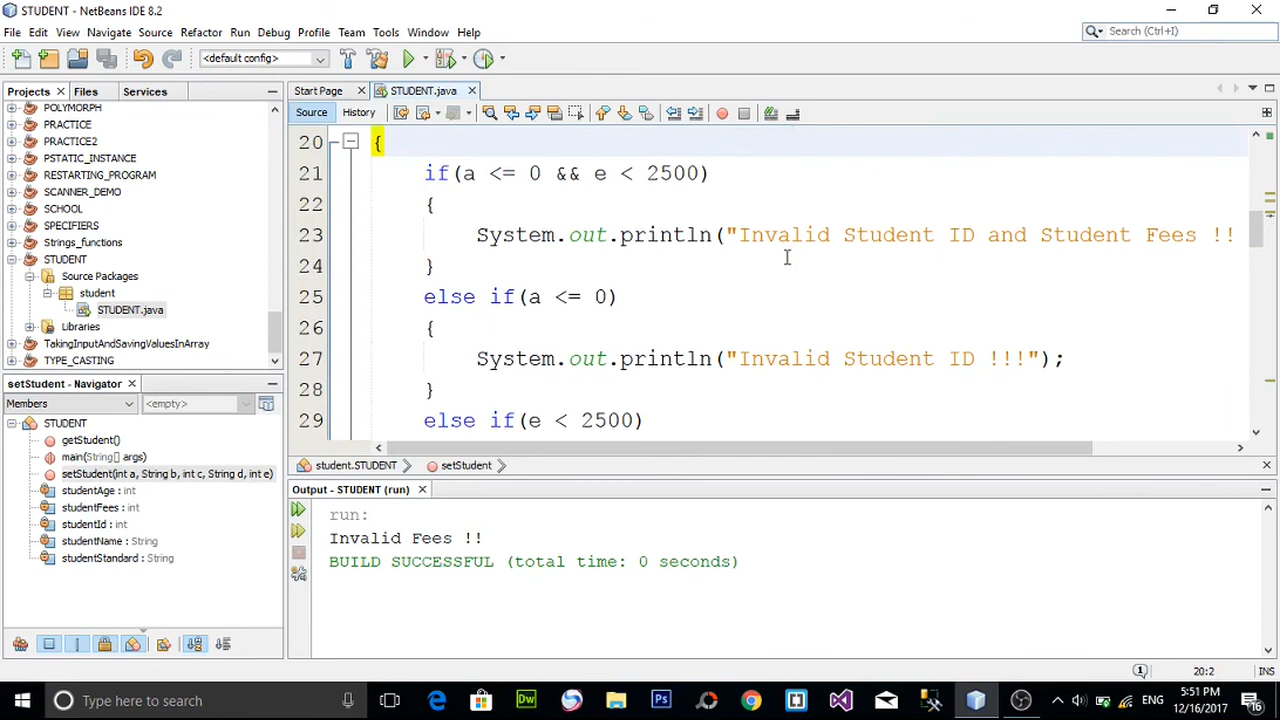 STUDENT - NetBeans IDE 8.2
File Edit View Navigate Source Refactor Run Debug Profile Team Tools Window Help
Search (Ctrl+I)
<default config>
Projects Files Services
POLYMORPH
PRACTICE
PRACTICE2
PSTATIC_INSTANCE
RESTARTING_PROGRAM
SCANNER_DEMO
SCHOOL
SPECIFIERS
Strings_functions
STUDENT
Source Packages
student
STUDENT.java
Libraries
TakingInputAndSavingValuesInArray
TYPE_CASTING
setStudent - Navigator
Members <empty>
STUDENT
getStudent()
main(String[] args)
setStudent(int a, String b, int c, String d, int e)
studentAge : int
studentFees : int
studentId : int
studentName : String
studentStandard : String
Start Page STUDENT.java
Source History
20 {
21 if(a <= 0 && e < 2500)
22 {
23 System.out.println("Invalid Student ID and Student Fees !!
24 }
25 else if(a <= 0)
26 {
27 System.out.println("Invalid Student ID !!!");
28 }
29 else if(e < 2500)
student.STUDENT setStudent
Output - STUDENT (run)
run:
Invalid Fees !!
BUILD SUCCESSFUL (total time: 0 seconds)
1 20:2 INS
Type here to search
Dw Ps ENG 5:51 PM
12/16/2017 16